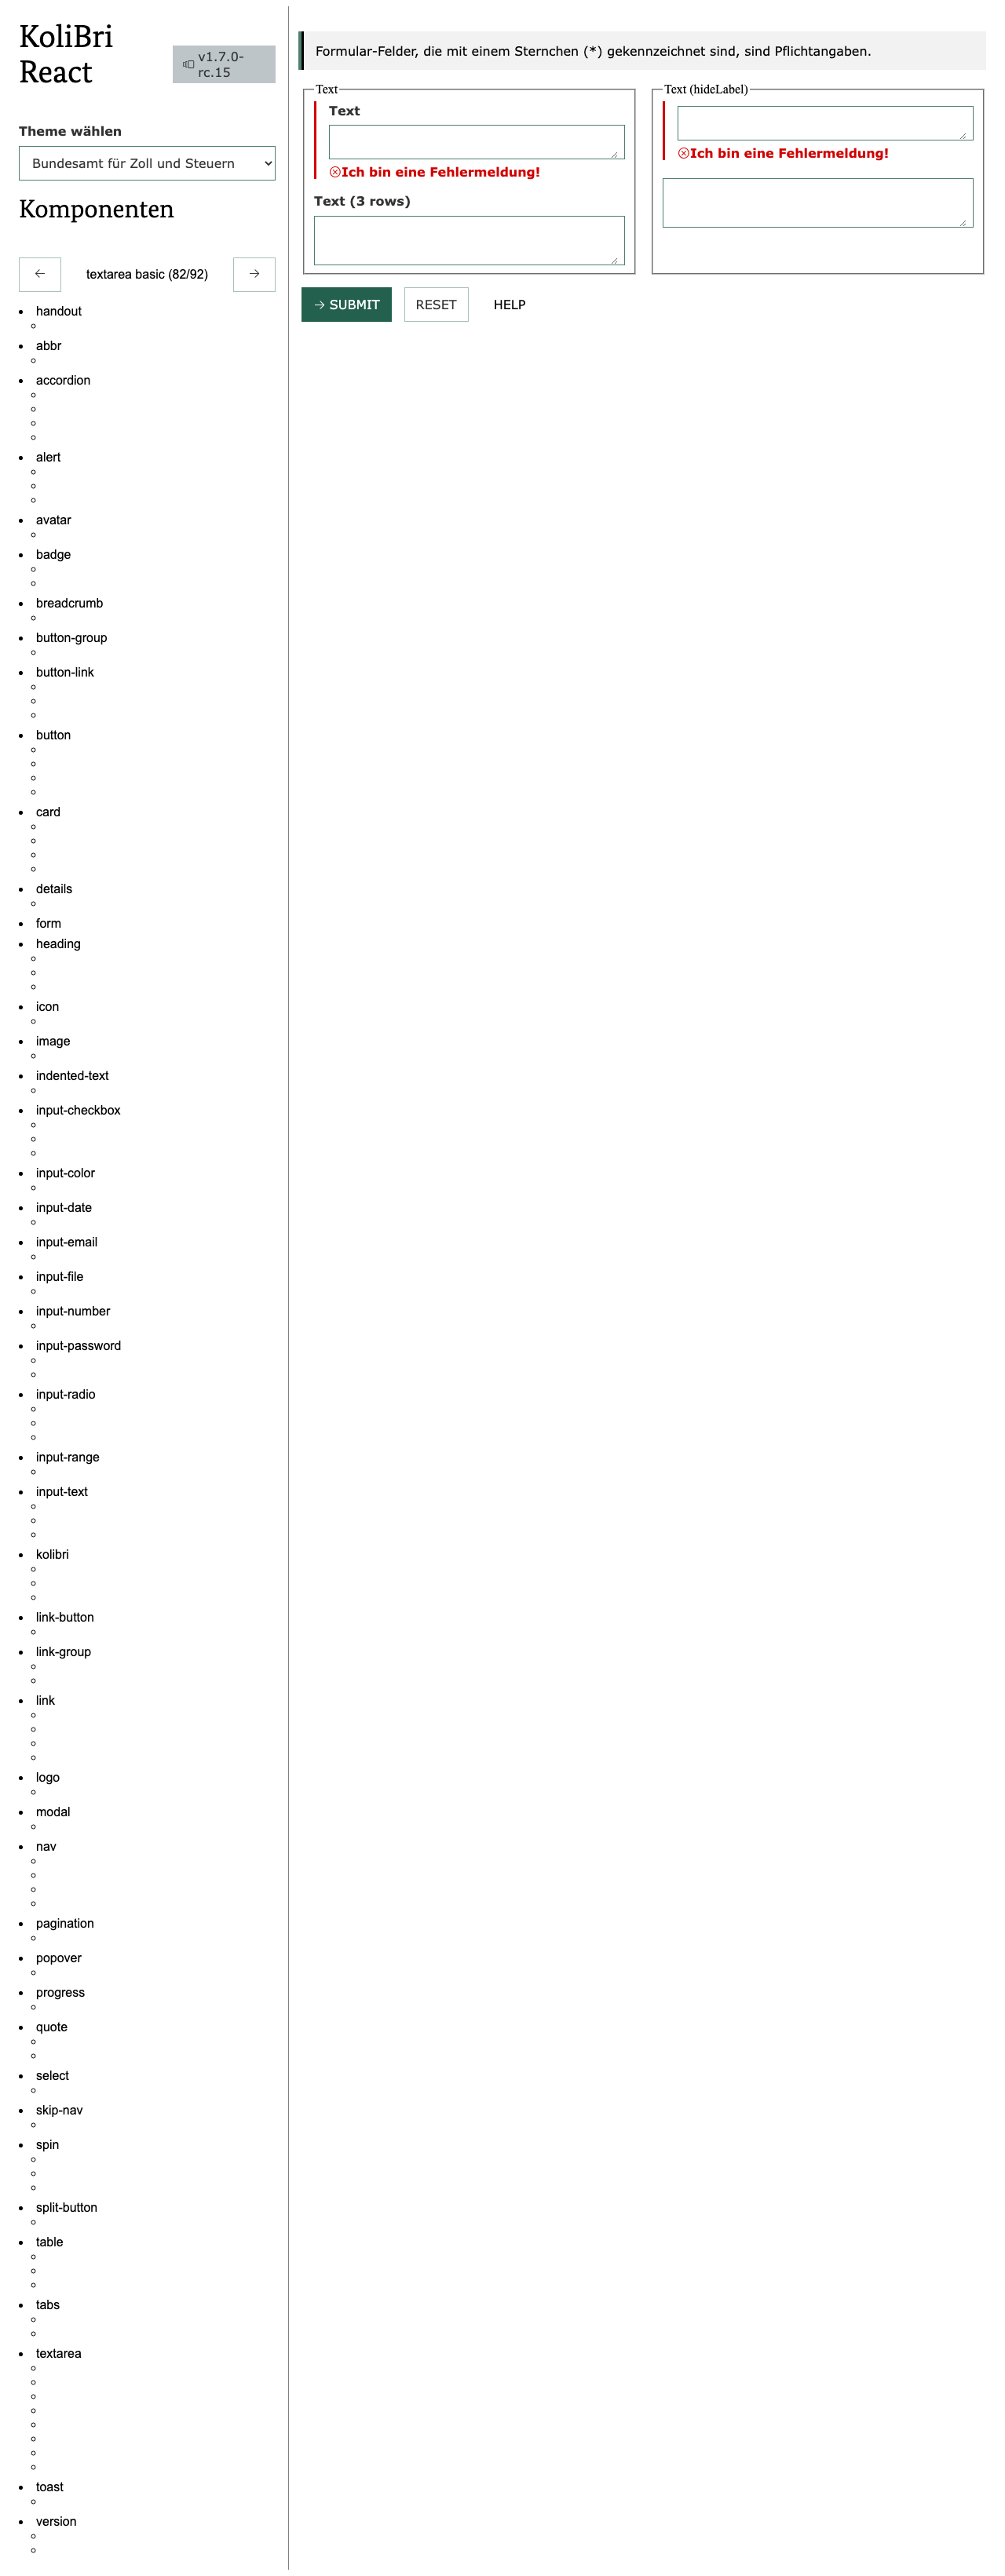 KoliBri
React
v1.7.0-
rc.15
Theme wählen
Bundesamt für Zoll und Steuern
Komponenten
textarea basic (82/92)
handout
abbr
accordion
alert
avatar
badge
breadcrumb
button-group
button-link
button
card
details
form
heading
icon
image
indented-text
input-checkbox
input-color
input-date
input-email
input-file
input-number
input-password
input-radio
input-range
input-text
kolibri
link-button
link-group
link
logo
modal
nav
pagination
popover
progress
quote
select
skip-nav
spin
split-button
table
tabs
textarea
toast
version
Formular-Felder, die mit einem Sternchen (*) gekennzeichnet sind, sind Pflichtangaben.
Text
Text
Ich bin eine Fehlermeldung!
Text (3 rows)
Text (hideLabel)
Ich bin eine Fehlermeldung!
SUBMIT
RESET
HELP